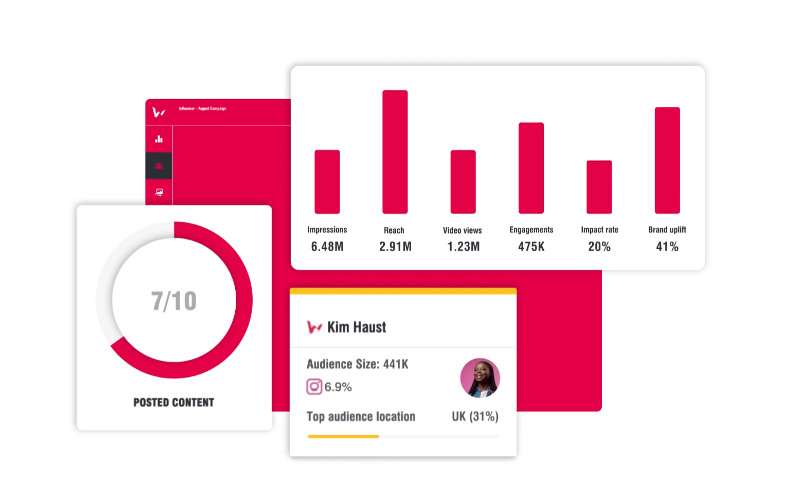 Influencer - August Campaign
Impressions
6.48M
Reach
2.91M
Video views
1.23M
Engagements
475K
Impact rate
20%
Brand uplift
41%
7/10
POSTED CONTENT
Kim Haust
Audience Size: 441K
6.9%
Top audience location UK (31%)